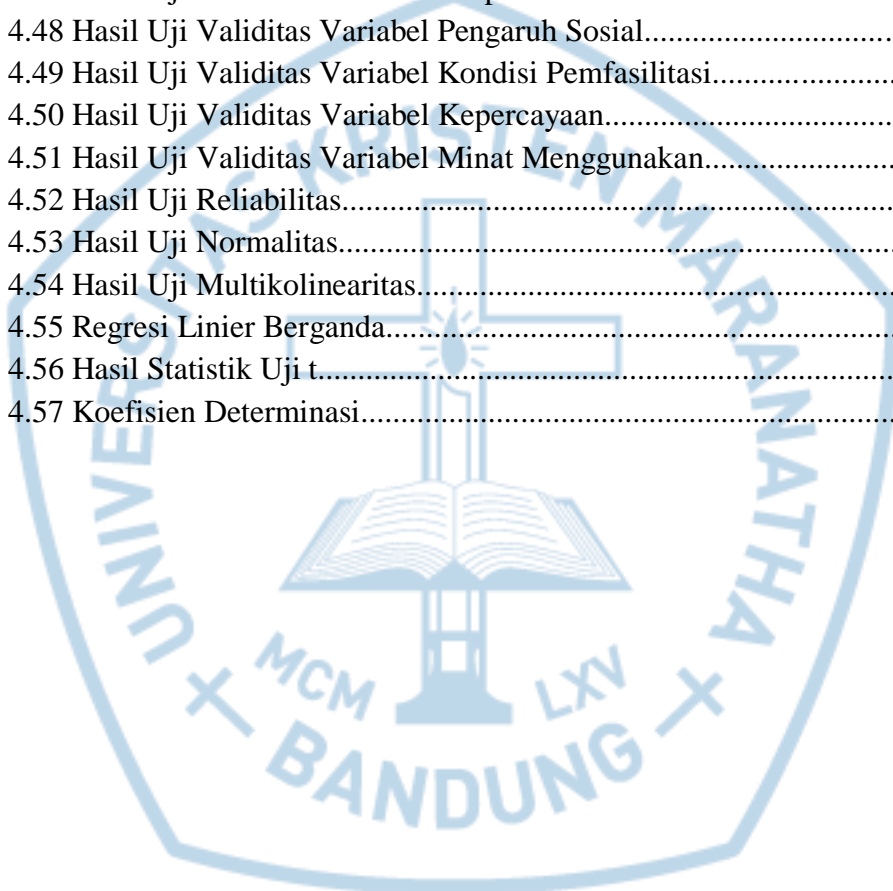 4.48 Hasil Uji Validitas Variabel Pengaruh Sosial...............................
4.49 Hasil Uji Validitas Variabel Kondisi Pemfasilitasi......................
4.50 Hasil Uji Validitas Variabel Kepercayaan....................................
4.51 Hasil Uji Validitas Variabel Minat Menggunakan.......................
4.52 Hasil Uji Reliabilitas.....................................................................
4.53 Hasil Uji Normalitas.....................................................................
4.54 Hasil Uji Multikolinearitas...........................................................
4.55 Regresi Linier Berganda...............................................................
4.56 Hasil Statistik Uji t........................................................................
4.57 Koefisien Determinasi..................................................................
UNIVERSITAS KRISTEN MARANATHA
MCM LXV
BANDUNG